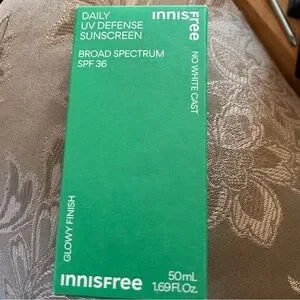 DAILY
UV DEFENSE
SUNSCREEN
BROAD SPECTRUM
SPF 36
innisfree
NO WHITE CAST
GLOWY FINISH
innisfree
50mL
1.69Fl.Oz.